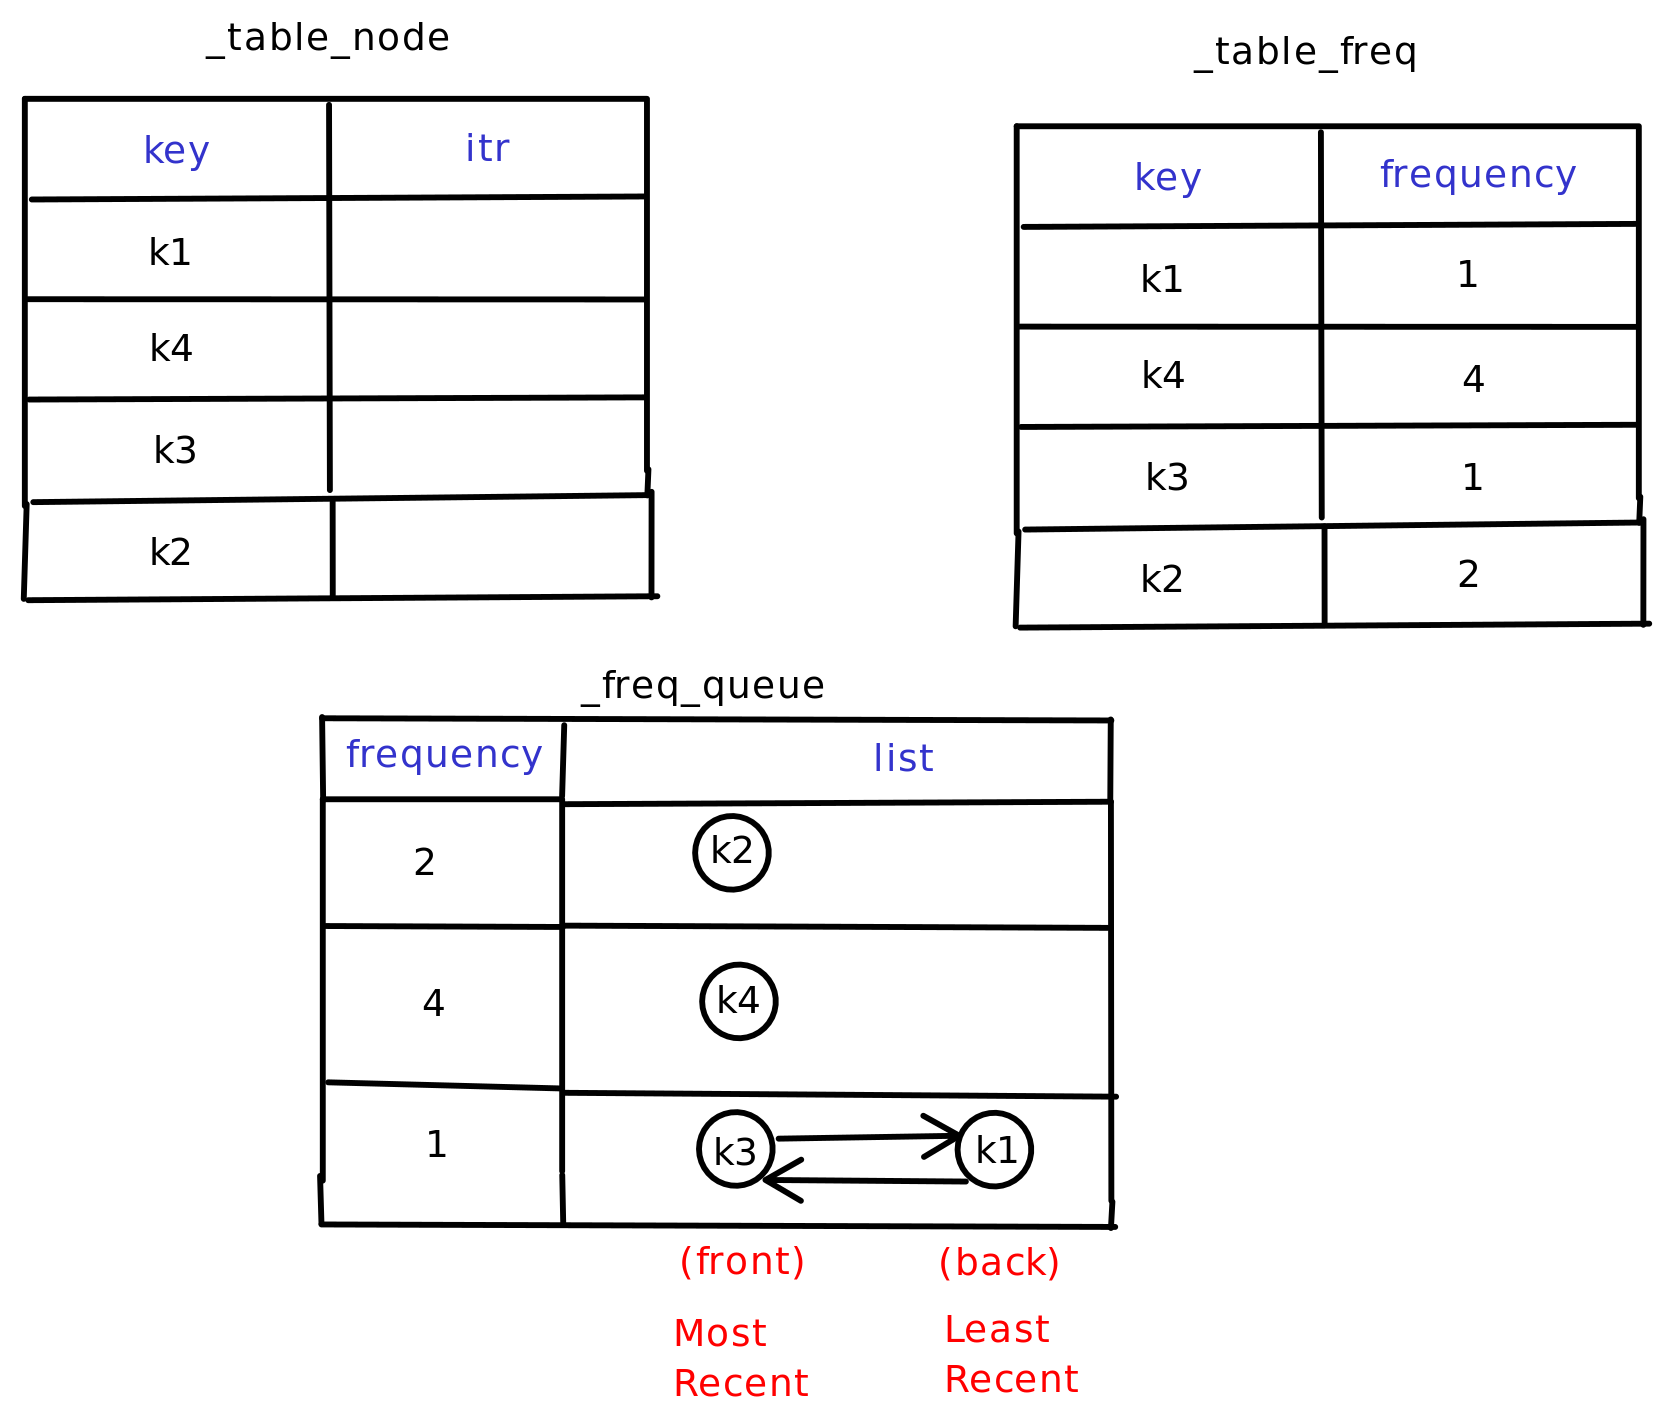 _table_node
key itr
k1
k4
k3
k2
_table_freq
key frequency
k1 1
k4 4
k3 1
k2 2
_freq_queue
frequency list
2 k2
4 k4
1 k3 k1
(front) (back)
Most
Recent
Least
Recent